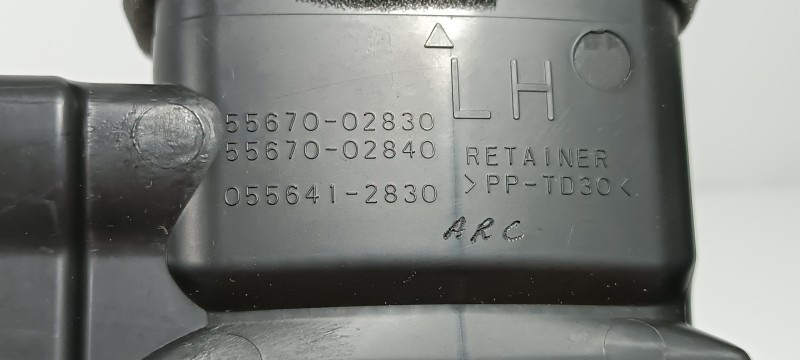 LH
55670-02830
55670-02840
055641-2830
RETAINER
>PP-TD30<
ARC